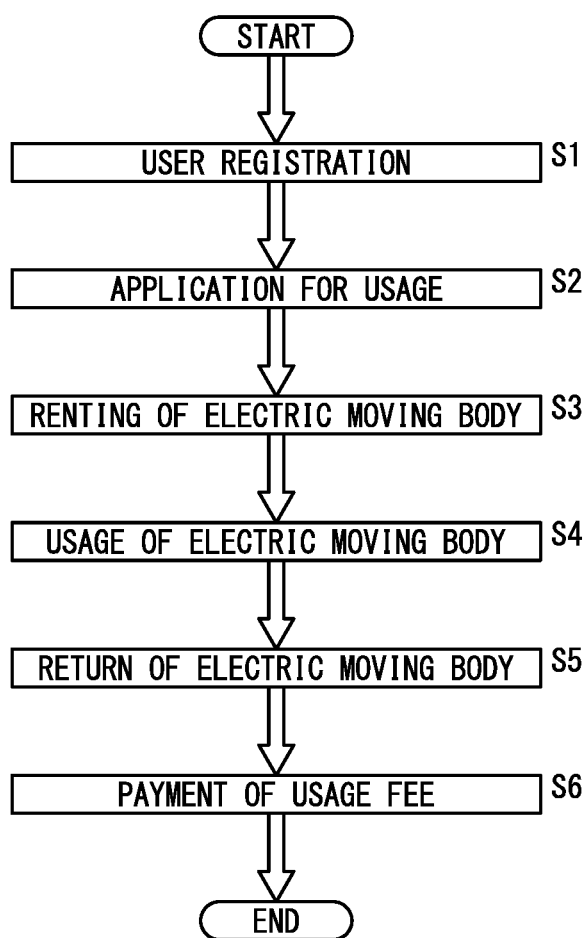 START
USER REGISTRATION S1
APPLICATION FOR USAGE S2
RENTING OF ELECTRIC MOVING BODY S3
USAGE OF ELECTRIC MOVING BODY S4
RETURN OF ELECTRIC MOVING BODY S5
PAYMENT OF USAGE FEE S6
END